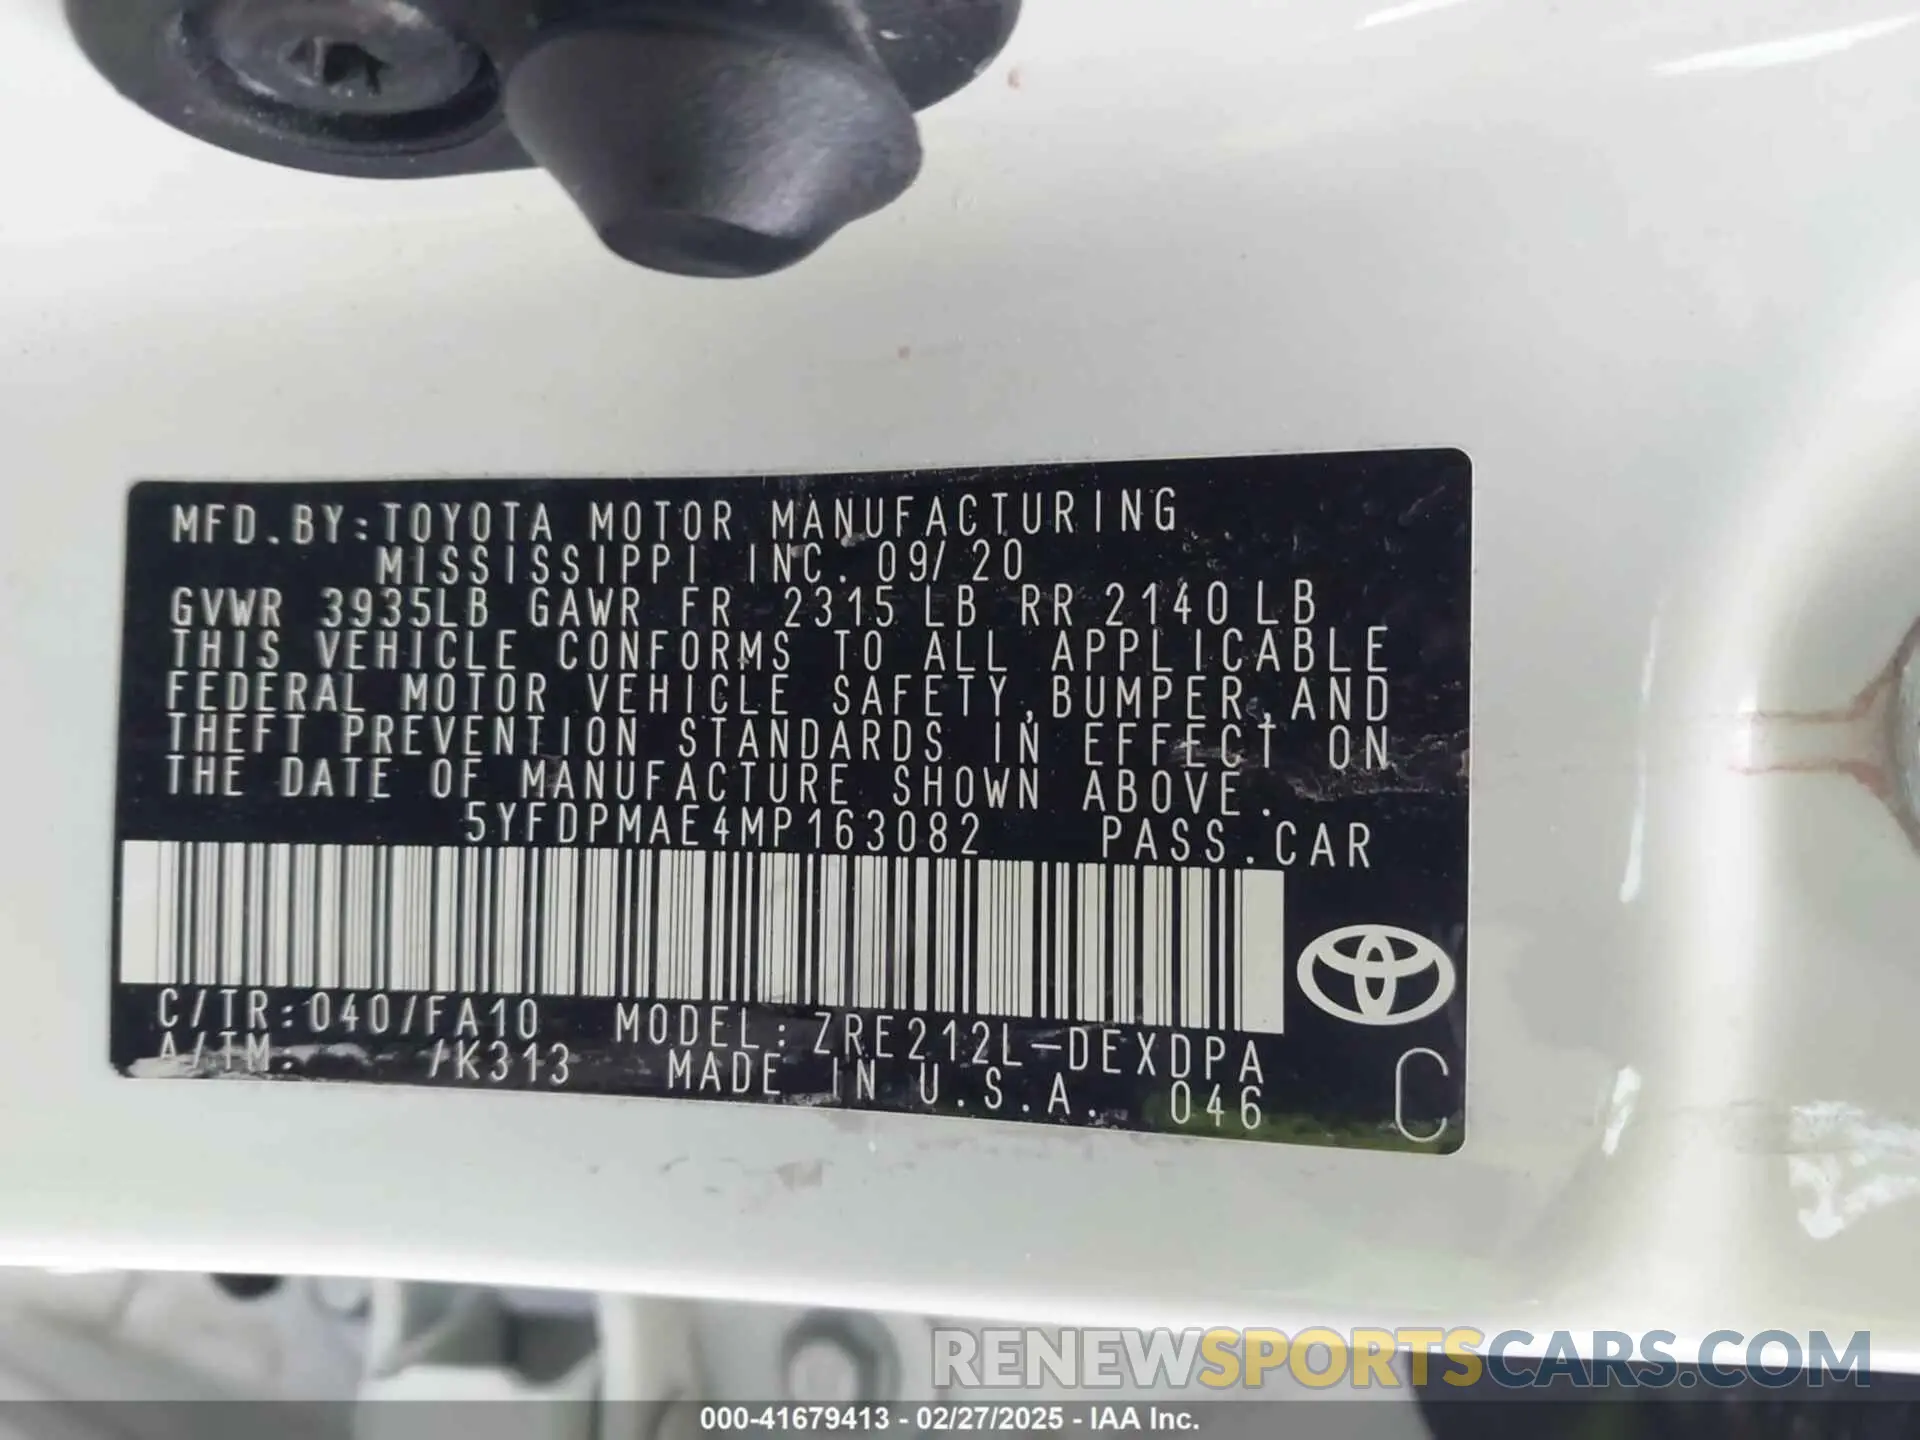 MFD.BY:TOYOTA MOTOR MANUFACTURING
MISSISSIPPI INC. 09/20
GVWR 3935LB GAWR FR 2315 LB RR 2140 LB
THIS VEHICLE CONFORMS TO ALL APPLICABLE
FEDERAL MOTOR VEHICLE SAFETY,BUMPER,AND
THEFT PREVENTION STANDARDS IN EFFECT ON
THE DATE OF MANUFACTURE SHOWN ABOVE.
5YFDPMAE4MP163082 PASS.CAR
C/TR:040/FA10 MODEL:ZRE212L-DEXDPA
A/TM. /K313 MADE IN U.S.A. 046
C
RENEWSPORTSCARS.COM
000-41679413 - 02/27/2025 - IAA Inc.